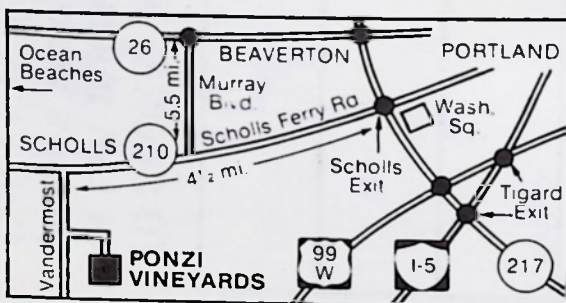 Ocean
Beaches
26
BEAVERTON
PORTLAND
5.5 mi.
Murray
Blvd.
Scholls Ferry Rd
Wash.
Sq.
SCHOLLS
210
4½ mi.
Scholls
Exit
Tigard
Exit
Vandermost
PONZI
VINEYARDS
99
W
I-5
217